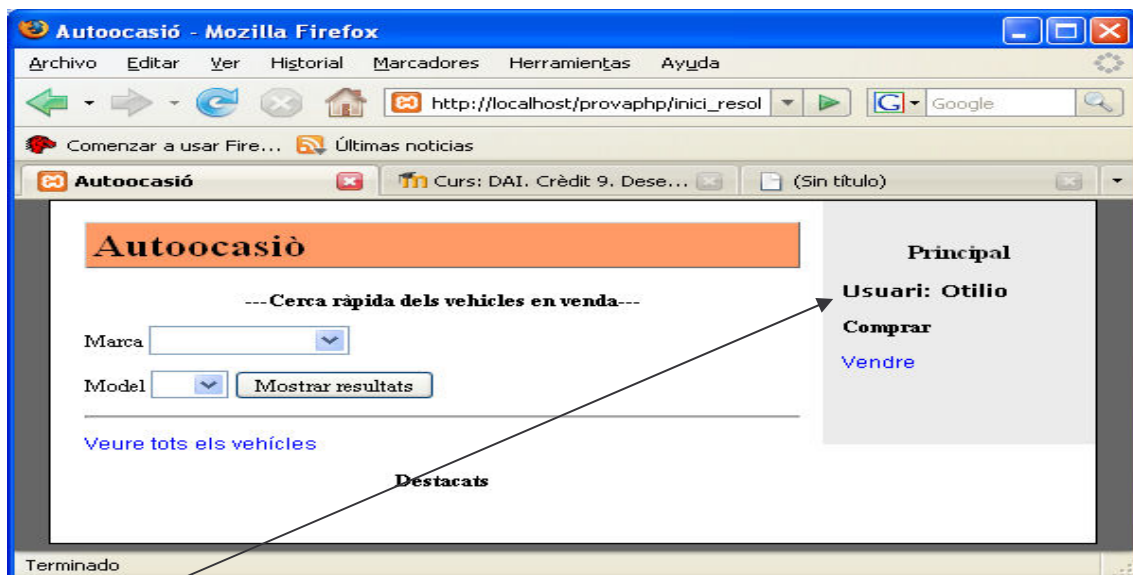 Autoocasió - Mozilla Firefox
Archivo Editar Ver Historial Marcadores Herramientas Ayuda
http://localhost/provaphp/inici_resol
Google
Comenzar a usar Fire... Últimas noticias
Autoocasió Curs: DAI. Crèdit 9. Dese... (Sin título)
Autoocasiò
---Cerca ràpida dels vehicles en venda---
Marca
Model Mostrar resultats
Veure tots els vehícles
Destacats
Principal
Usuari: Otilio
Comprar
Vendre
Terminado